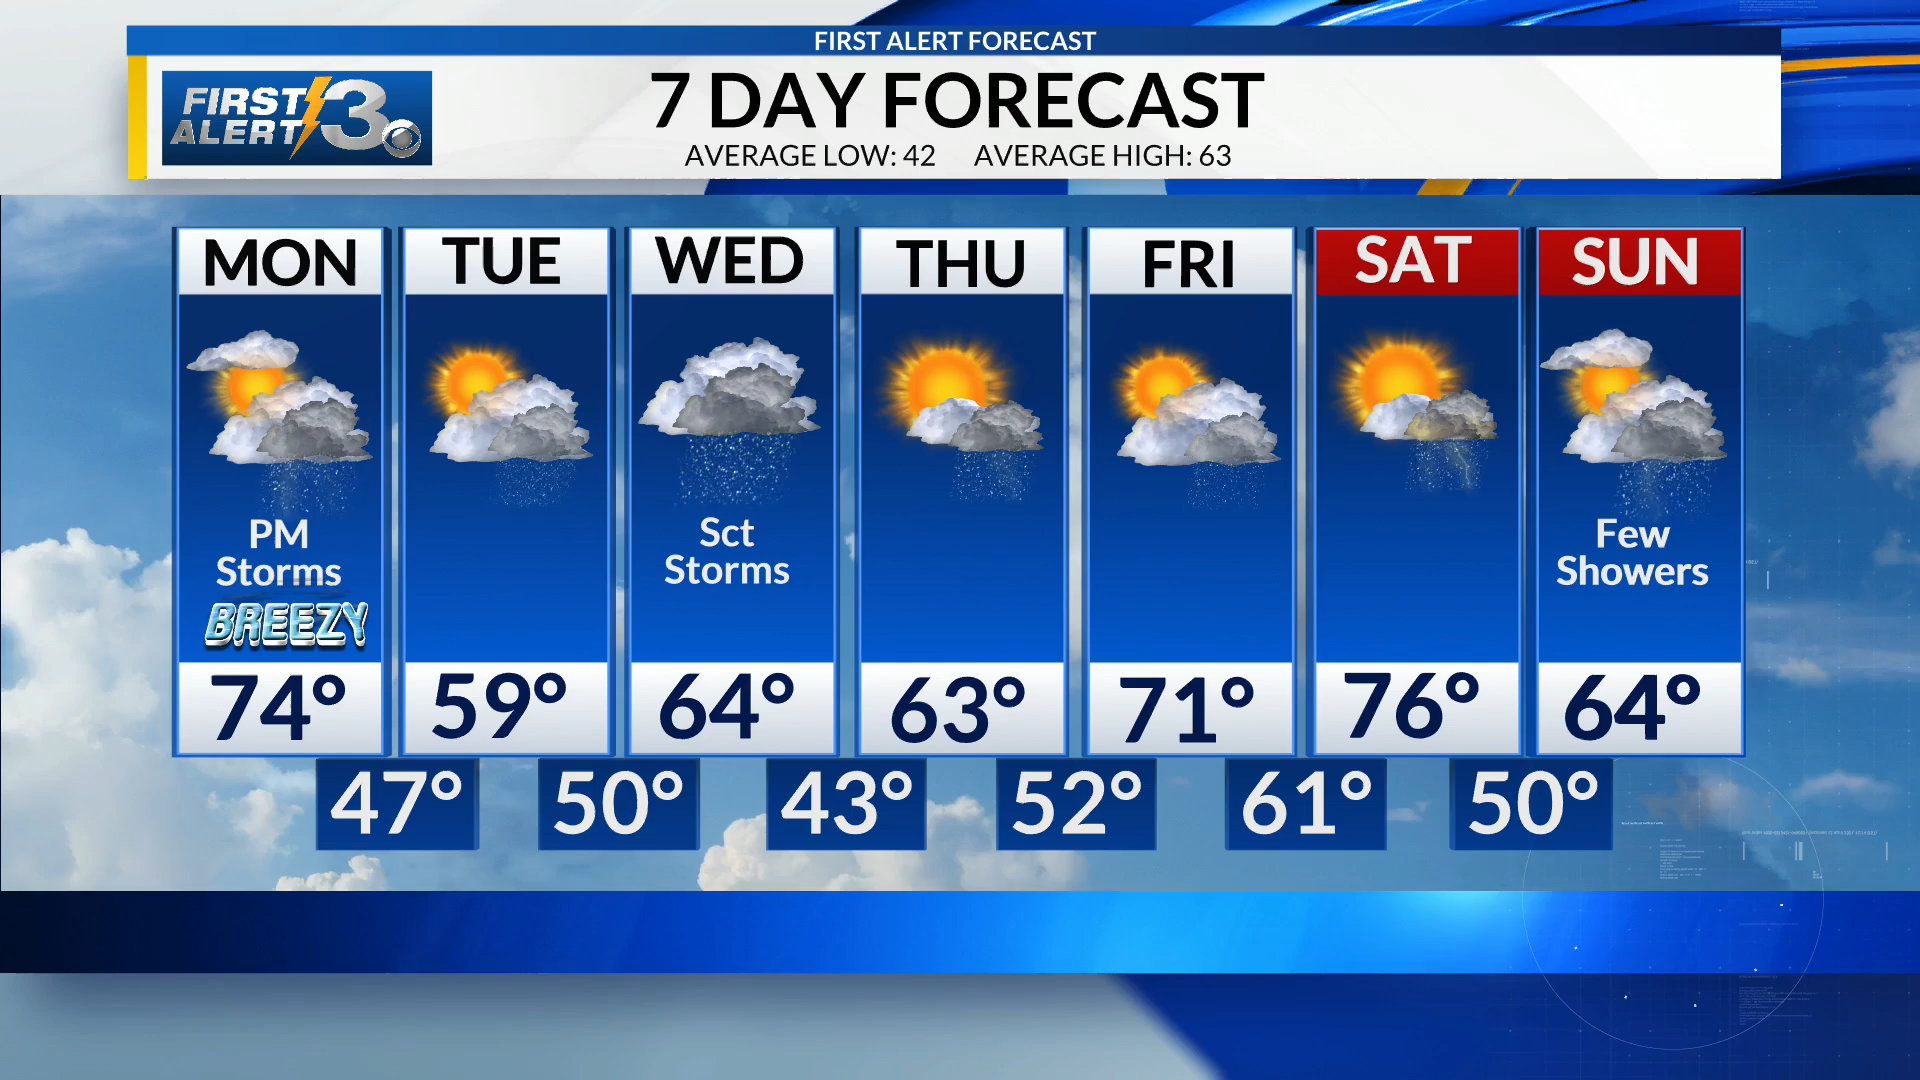 FIRST ALERT FORECAST
FIRST ALERT 3
7 DAY FORECAST
AVERAGE LOW: 42 AVERAGE HIGH: 63
MON TUE WED THU FRI SAT SUN
PM Storms
BREEZY
Sct Storms
Few Showers
74° 59° 64° 63° 71° 76° 64°
47° 50° 43° 52° 61° 50°